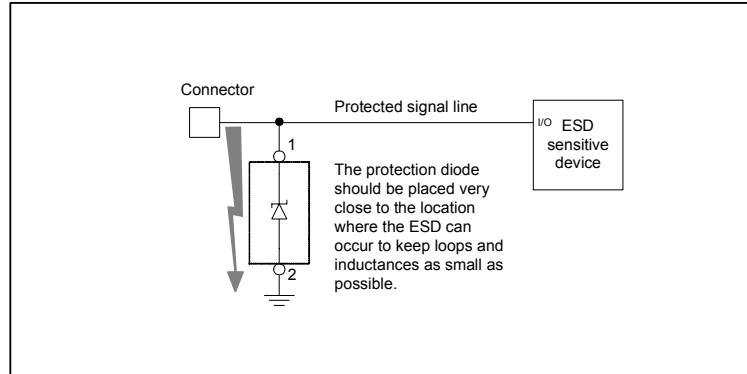 Connector
Protected signal line
I/O
ESD
sensitive
device
1
The protection diode
should be placed very
close to the location
where the ESD can
occur to keep loops and
inductances as small as
possible.
2